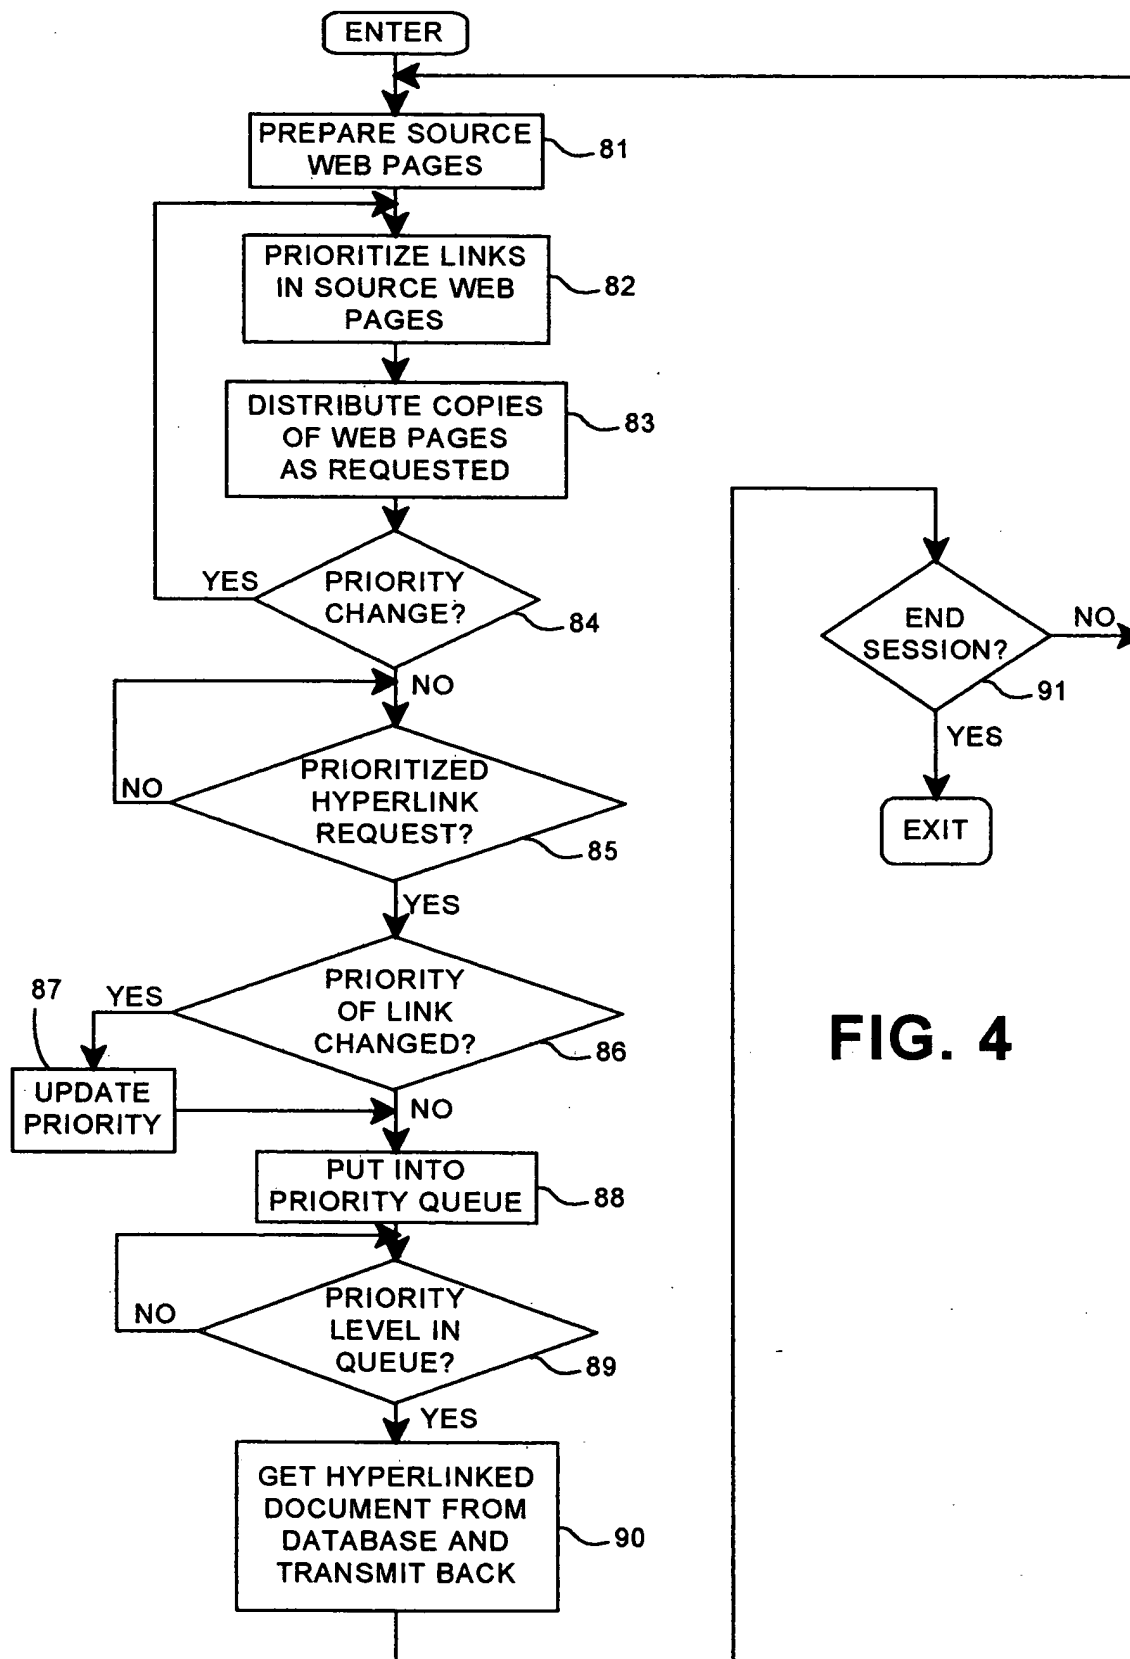 ENTER
PREPARE SOURCE
WEB PAGES
81
PRIORITIZE LINKS
IN SOURCE WEB
PAGES
82
DISTRIBUTE COPIES
OF WEB PAGES
AS REQUESTED
83
YES
PRIORITY
CHANGE?
84
NO
NO
PRIORITIZED
HYPERLINK
REQUEST?
85
YES
87
YES
PRIORITY
OF LINK
CHANGED?
86
UPDATE
PRIORITY
NO
PUT INTO
PRIORITY QUEUE
88
NO
PRIORITY
LEVEL IN
QUEUE?
89
YES
GET HYPERLINKED
DOCUMENT FROM
DATABASE AND
TRANSMIT BACK
90
END
SESSION?
NO
91
YES
EXIT
FIG. 4